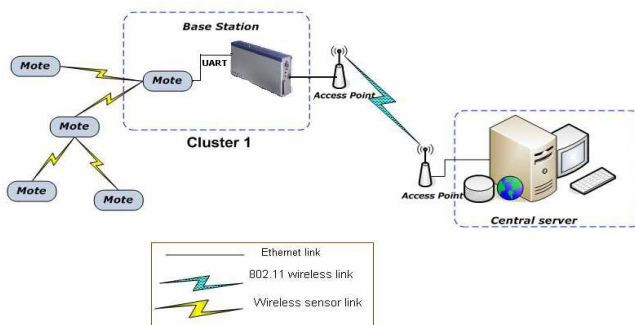 Base Station
UART
Mote
Mote
Mote
Mote
Mote
Access Point
Cluster 1
Access Point
Central server
Ethernet link
802.11 wireless link
Wireless sensor link